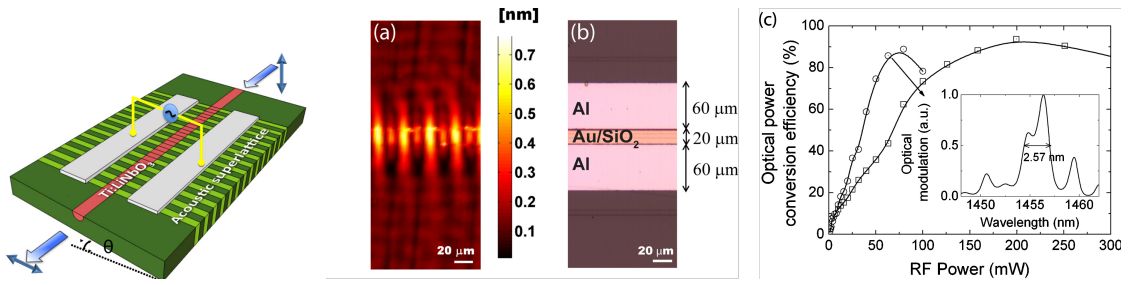 Ti:LiNbO3
Acoustic superlattice
θ
(a)
20 μm
[nm]
0.7
0.6
0.5
0.4
0.3
0.2
0.1
(b)
Al
Au/SiO2
Al
20 μm
60 μm
20 μm
60 μm
(c)
Optical power
conversion efficiency (%)
100
80
60
40
20
0
0 50 100 150 200 250 300
RF Power (mW)
Optical
modulation (a.u.)
1.0
0.5
0.0
2.57 nm
1450 1455 1460
Wavelength (nm)